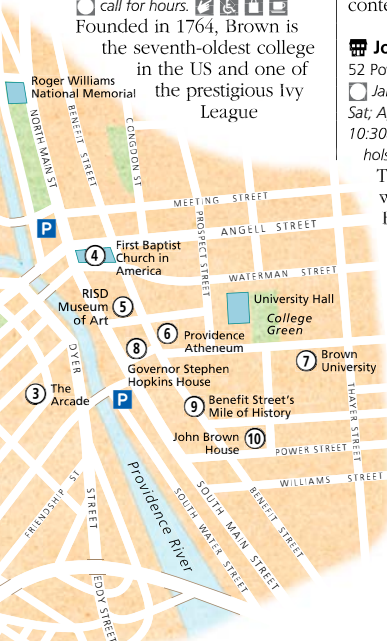 call for hours.
Founded in 1764, Brown is
the seventh-oldest college
in the US and one of
the prestigious Ivy
League
conte
Jo
52 Po
Ja
Sat; A
10:30
hols
T
w
Roger Williams
National Memorial
NORTH MAIN ST
BENEFIT STREET
CONGDON ST
MEETING STREET
PROSPECT STREET
ANGELL STREET
P
4
First Baptist
Church in
America
WATERMAN STREET
RISD
Museum
of Art
5
University Hall
College
Green
6
Providence
Atheneum
8
Governor Stephen
Hopkins House
7
Brown
University
DYER
STREET
3
The
Arcade
P
9
Benefit Street's
Mile of History
THAYER STREET
John Brown
House
10
POWER STREET
WILLIAMS STREET
Providence River
FRIENDSHIP ST
SOUTH WATER STREET
SOUTH MAIN STREET
BENEFIT STREET
EDDY STREET